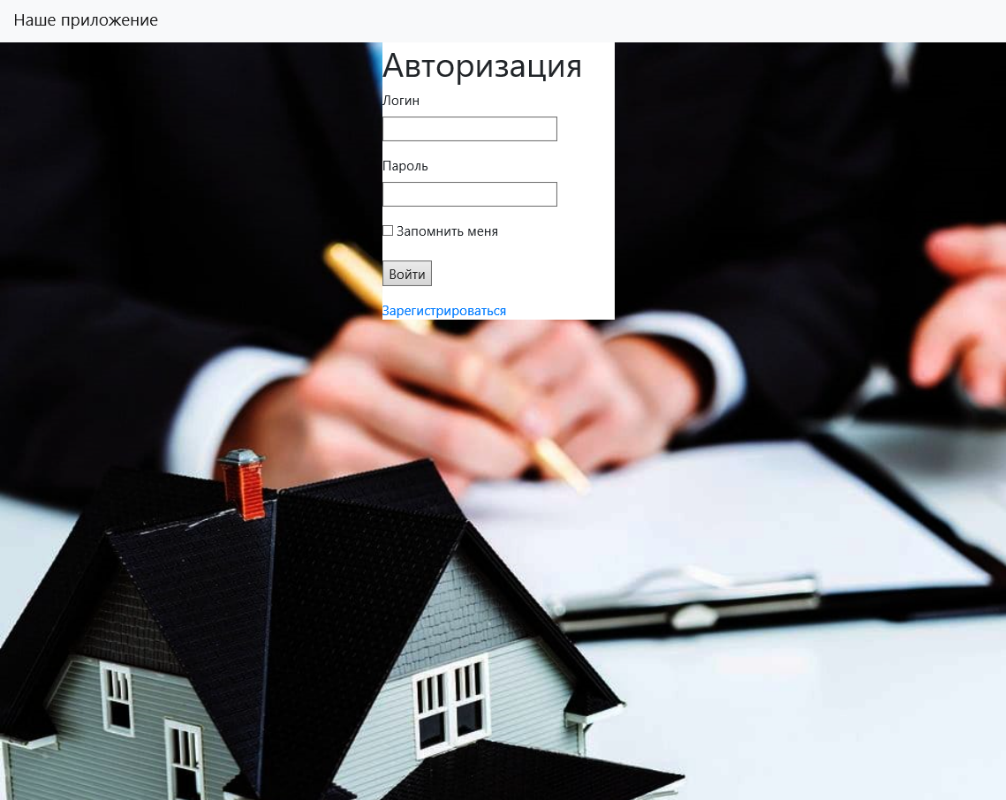 Наше приложение
Авторизация
Логин
Пароль
Запомнить меня
Войти
Зарегистрироваться